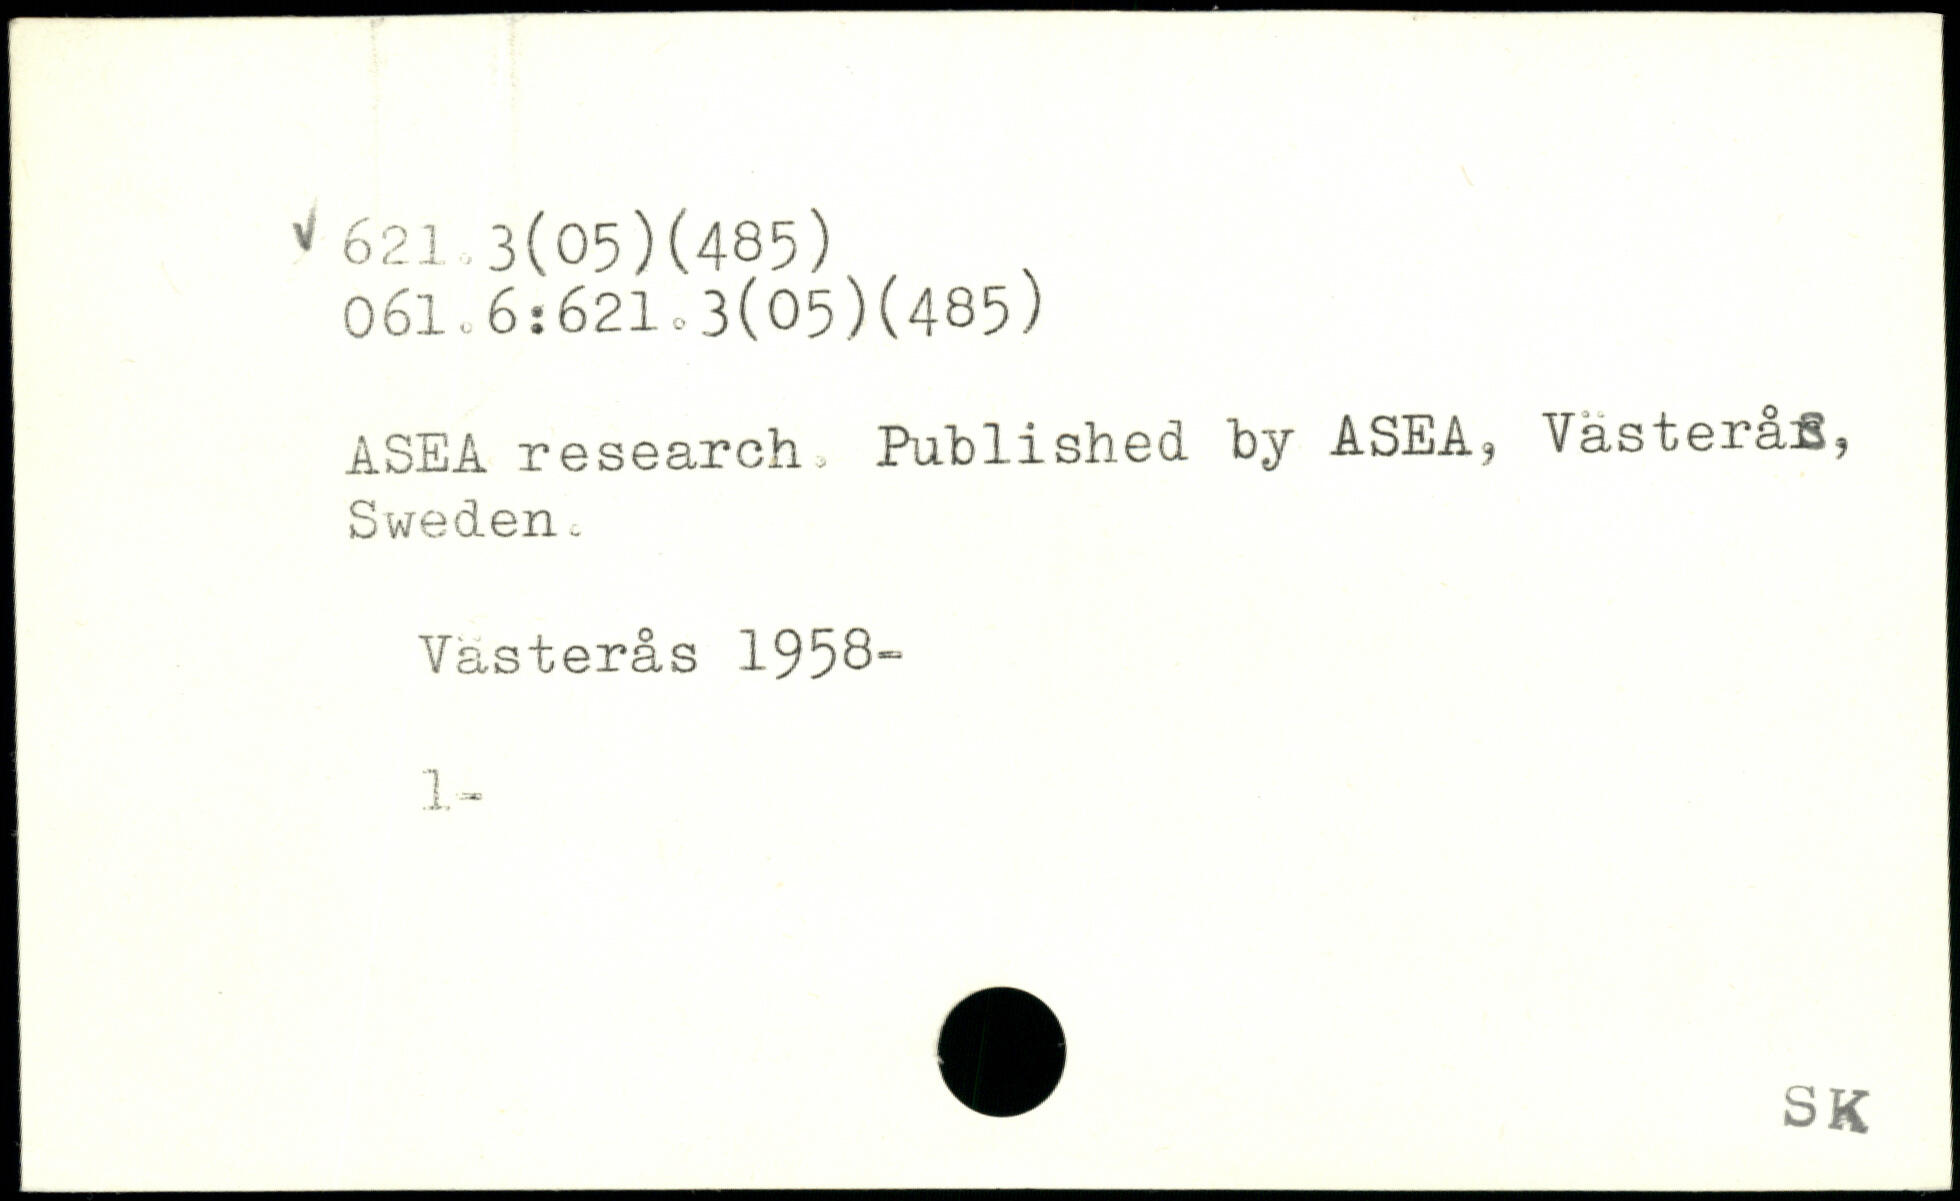 √ 621.3(05)(485)
061.6:621.3(05)(485)
ASEA research. Published by ASEA, Västerås,
Sweden.
Västerås 1958-
1-
SK